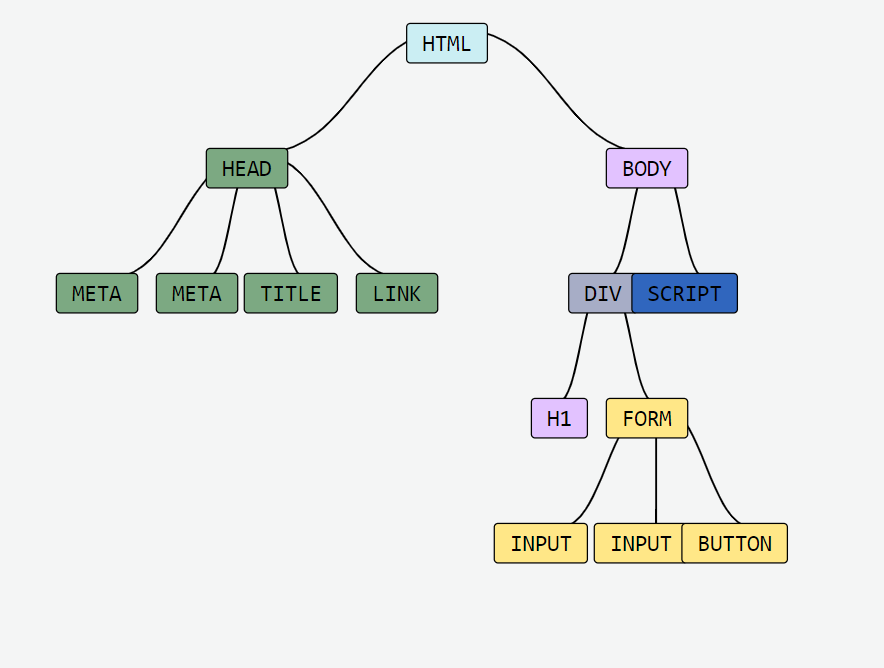 HTML
HEAD BODY
META META TITLE LINK DIV SCRIPT
H1 FORM
INPUT INPUT BUTTON